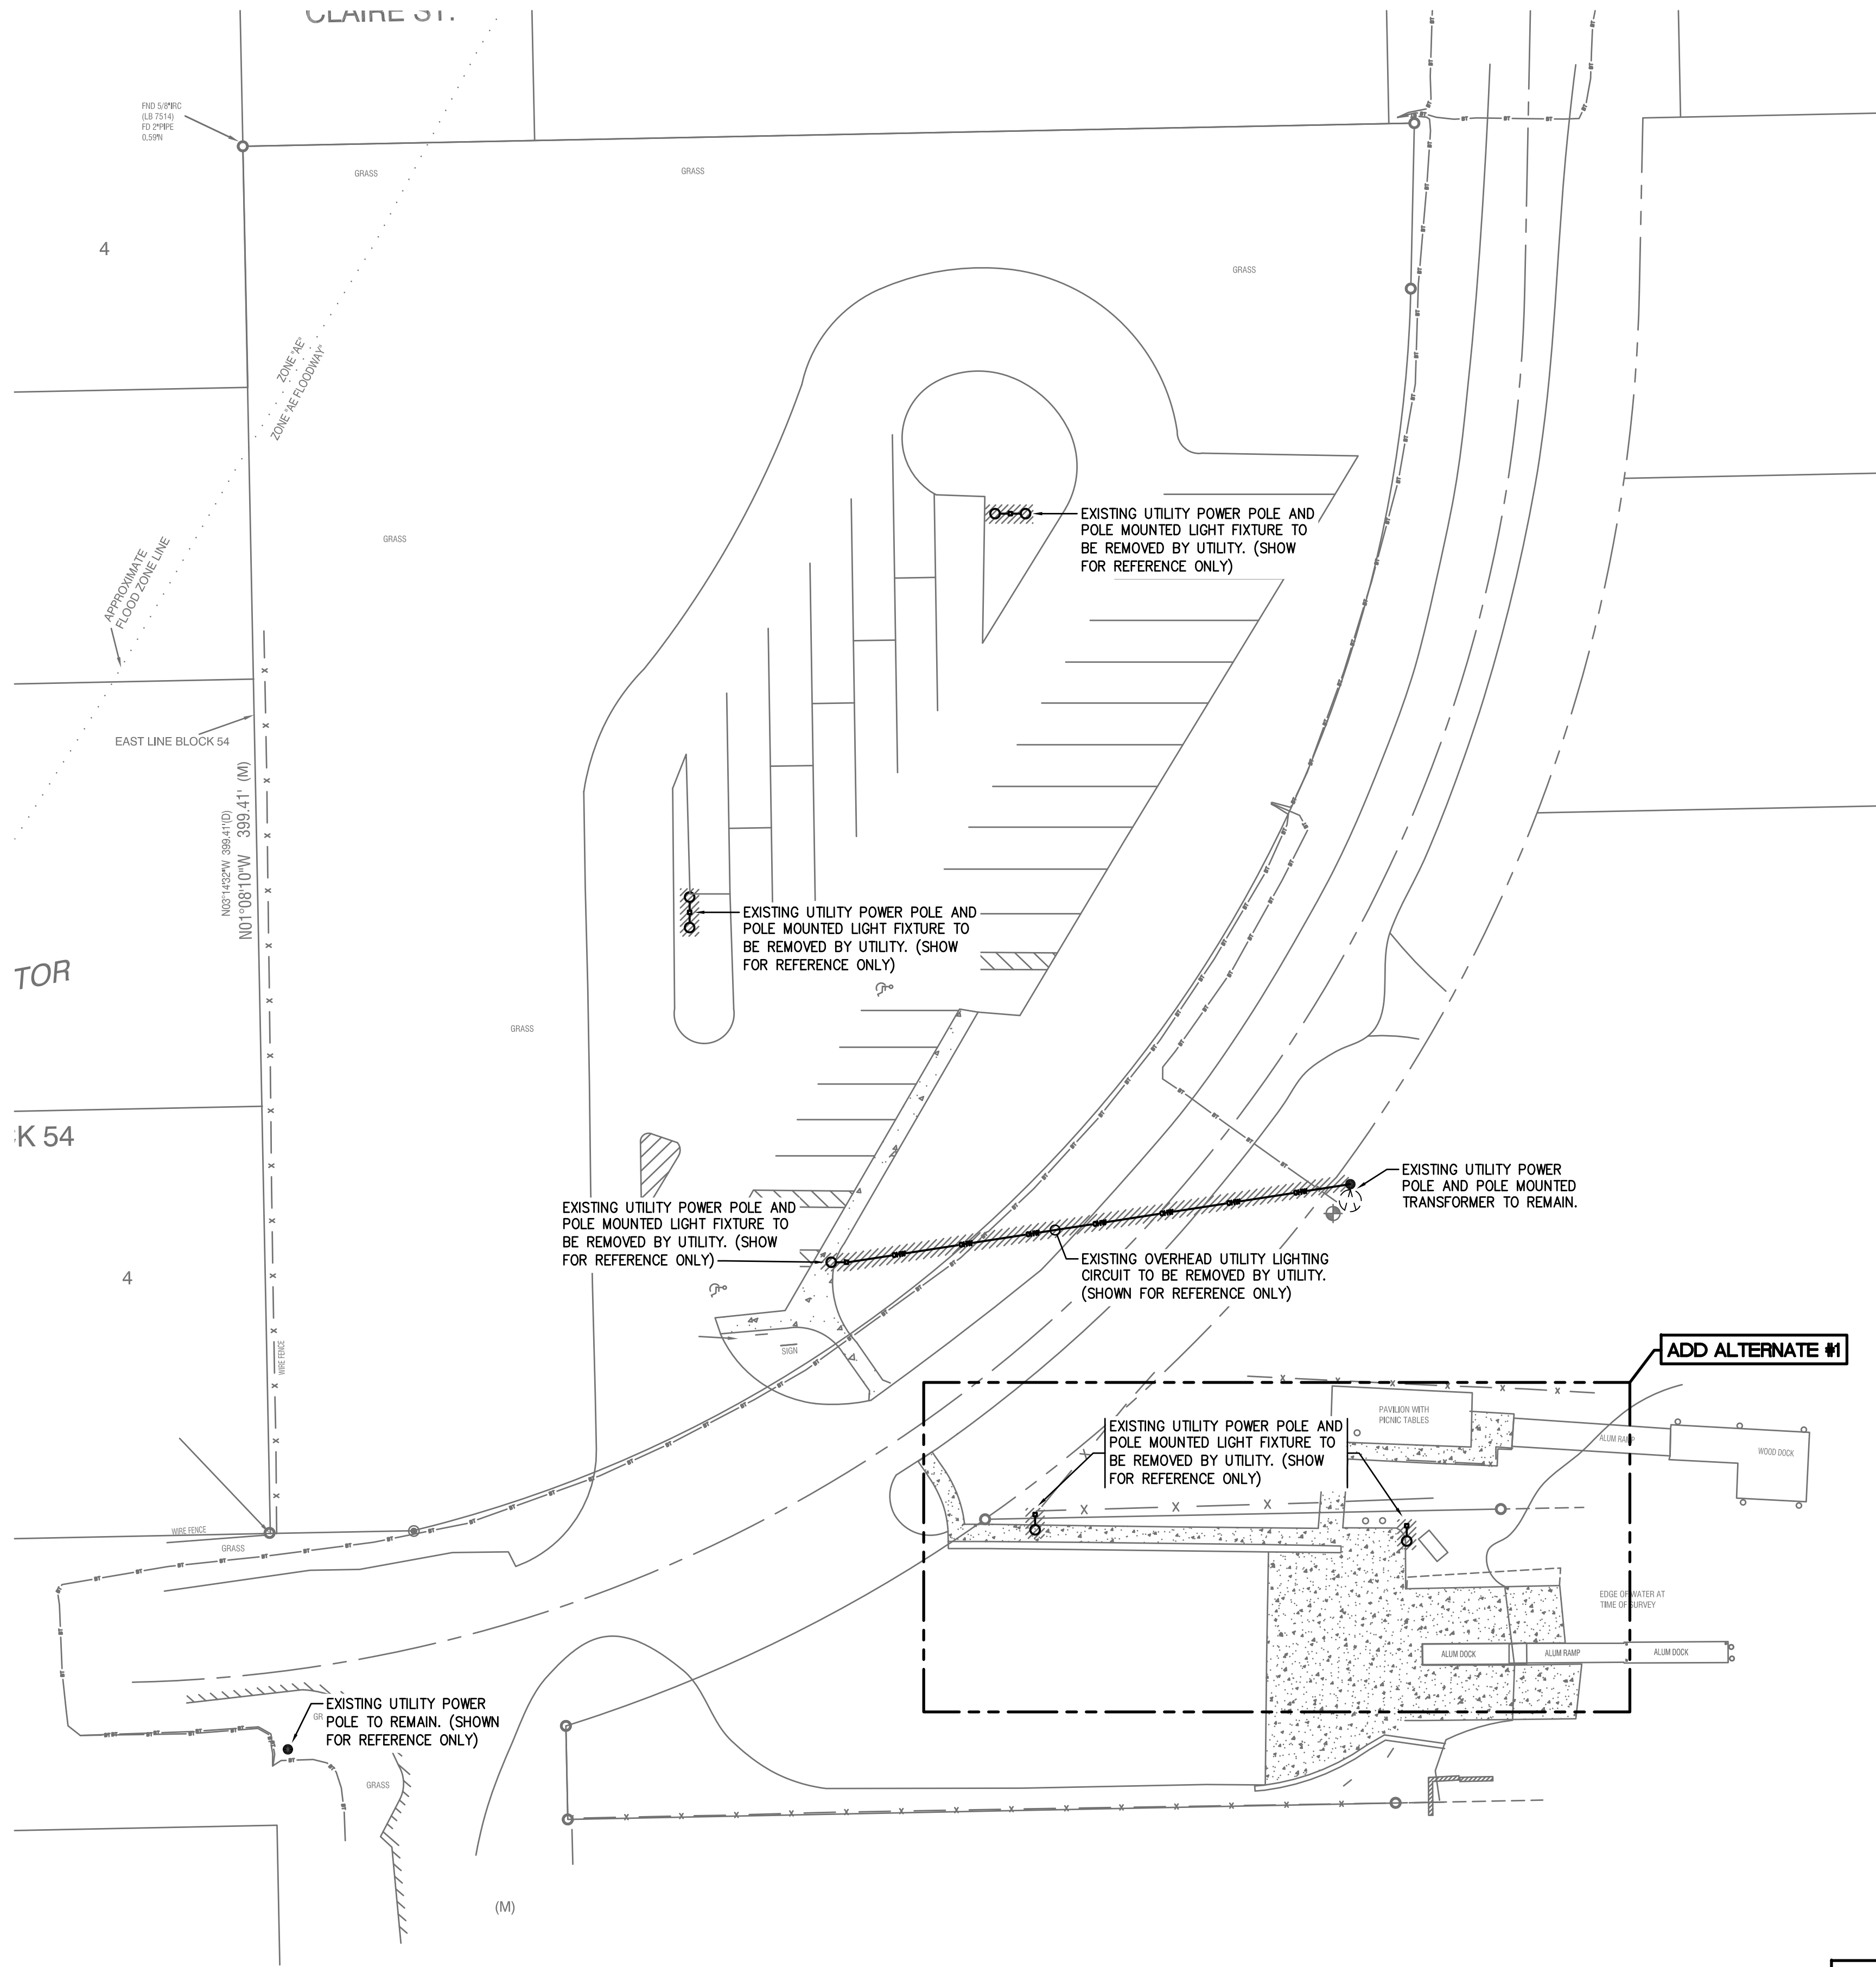 CLAIRE ST.
FND 5/8"IRC
(LB 7514)
FD 2"PIPE
0.59'N
GRASS
GRASS
GRASS
4
ZONE "AE"
ZONE "AE FLOODWAY"
EXISTING UTILITY POWER POLE AND
POLE MOUNTED LIGHT FIXTURE TO
BE REMOVED BY UTILITY. (SHOW
FOR REFERENCE ONLY)
GRASS
APPROXIMATE
FLOOD ZONE LINE
EAST LINE BLOCK 54
N03°14'32"W 399.41'(D)
N01°08'10"W 399.41' (M)
EXISTING UTILITY POWER POLE AND
POLE MOUNTED LIGHT FIXTURE TO
BE REMOVED BY UTILITY. (SHOW
FOR REFERENCE ONLY)
TOR
GRASS
K 54
EXISTING UTILITY POWER
POLE AND POLE MOUNTED
TRANSFORMER TO REMAIN.
EXISTING UTILITY POWER POLE AND
POLE MOUNTED LIGHT FIXTURE TO
BE REMOVED BY UTILITY. (SHOW
FOR REFERENCE ONLY)
EXISTING OVERHEAD UTILITY LIGHTING
CIRCUIT TO BE REMOVED BY UTILITY.
(SHOWN FOR REFERENCE ONLY)
4
WIRE FENCE
SIGN
ADD ALTERNATE #1
PAVILION WITH
PICNIC TABLES
ALUM RAMP
WOOD DOCK
EXISTING UTILITY POWER POLE AND
POLE MOUNTED LIGHT FIXTURE TO
BE REMOVED BY UTILITY. (SHOW
FOR REFERENCE ONLY)
WIRE FENCE
GRASS
EDGE OF WATER AT
TIME OF SURVEY
ALUM DOCK
ALUM RAMP
ALUM DOCK
EXISTING UTILITY POWER
POLE TO REMAIN. (SHOWN
FOR REFERENCE ONLY)
GR
GRASS
(M)